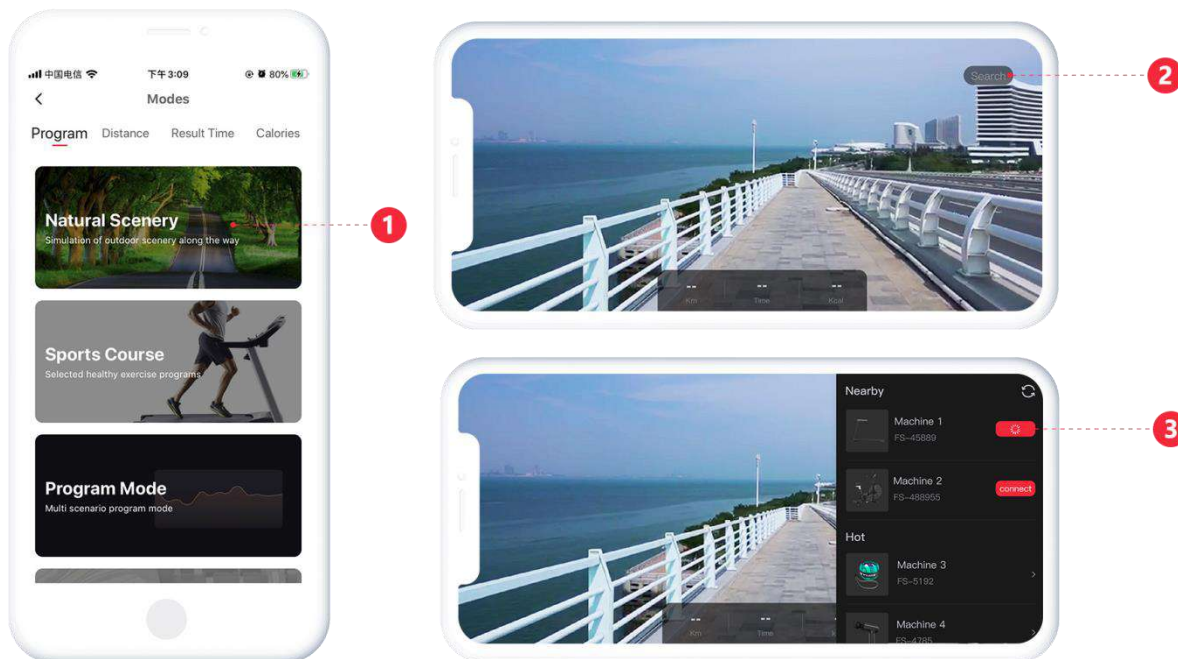 中国电信
下午3:09
80%
Modes
Program
Distance
Result Time
Calories
Natural Scenery
Simulation of outdoor scenery along the way
1
Sports Course
Selected healthy exercise programs
Program Mode
Multi scenario program mode
Search
2
--
--
--
Km
Time
Kcal
Nearby
Machine 1
FS-45889
3
Machine 2
FS-488955
connect
Hot
Machine 3
FS-5192
Machine 4
FS-4785
--
--
Km
Time